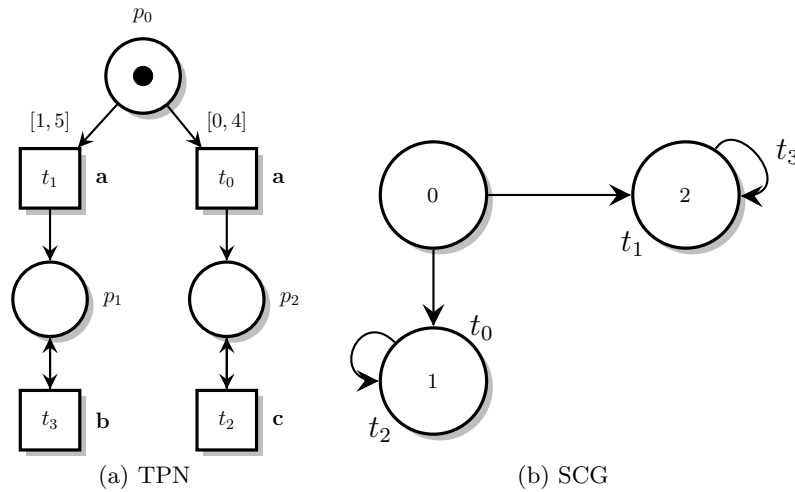 p₀
[1, 5] [0, 4]
t₁ a t₀ a
p₁ p₂
t₃ b t₂ c
(a) TPN
0 2 t₃
t₁
t₀
1
t₂
(b) SCG